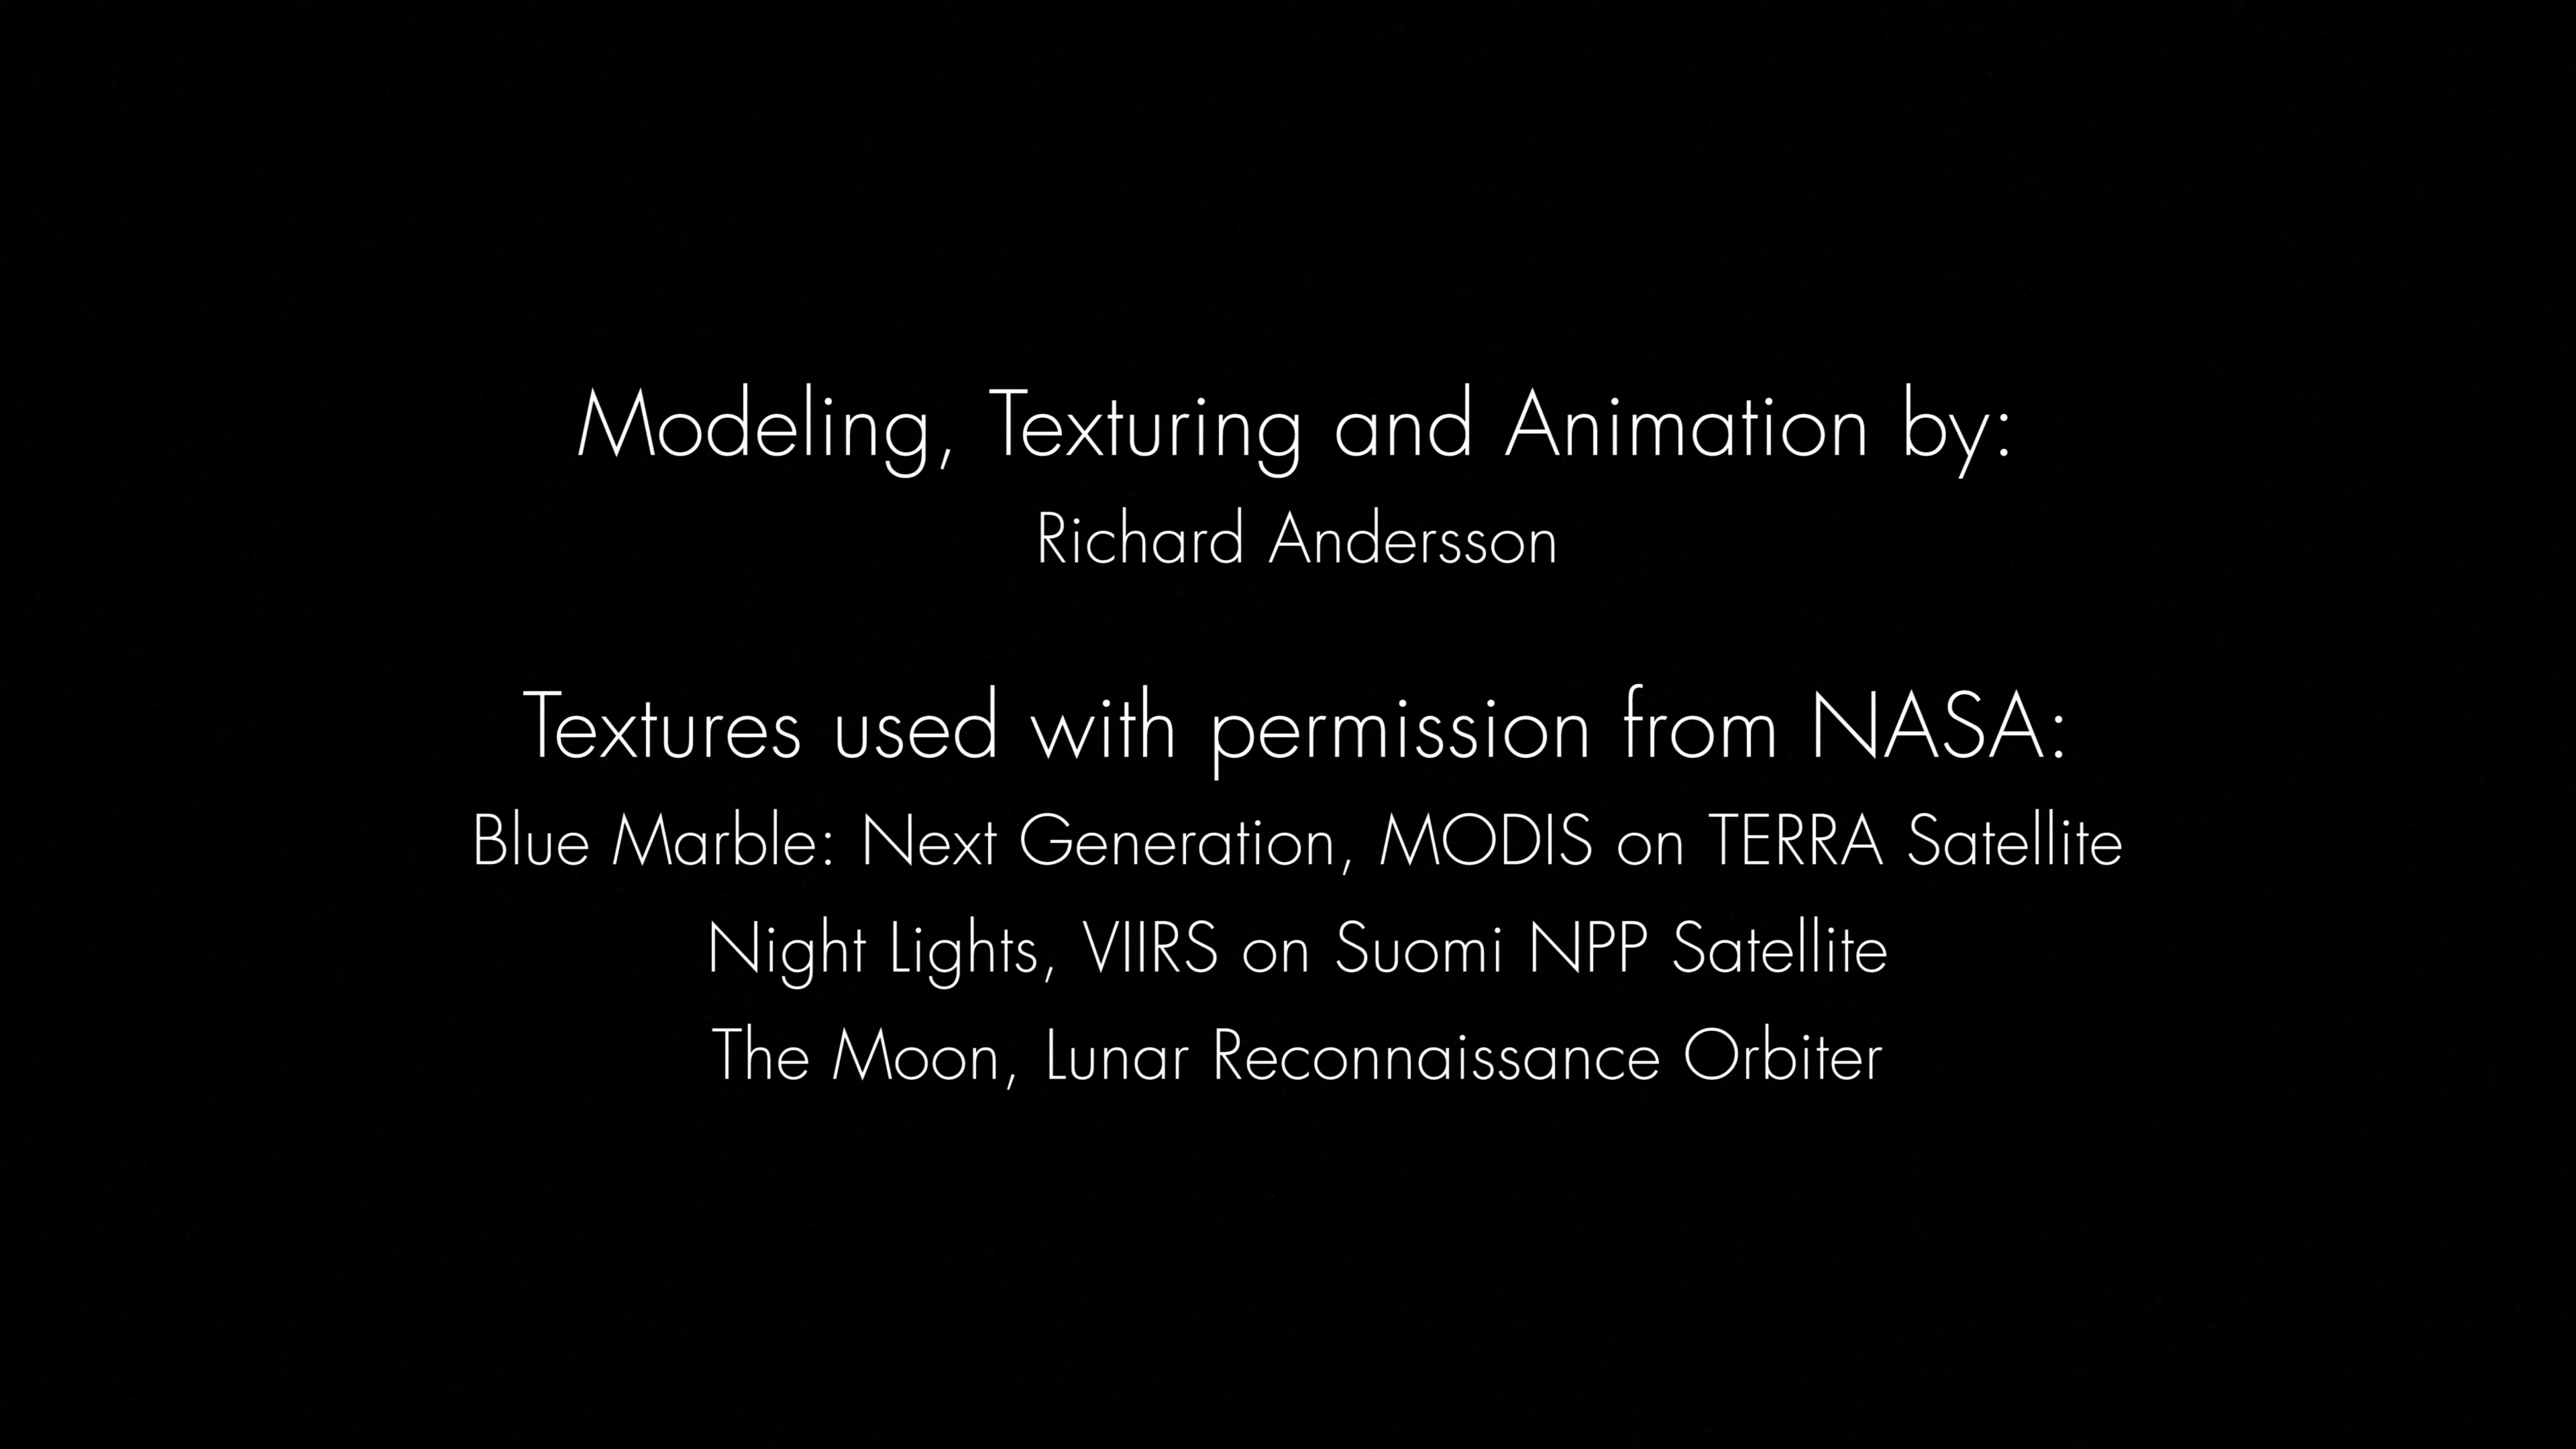 Modeling, Texturing and Animation by:
Richard Andersson
Textures used with permission from NASA:
Blue Marble: Next Generation, MODIS on TERRA Satellite
Night Lights, VIIRS on Suomi NPP Satellite
The Moon, Lunar Reconnaissance Orbiter